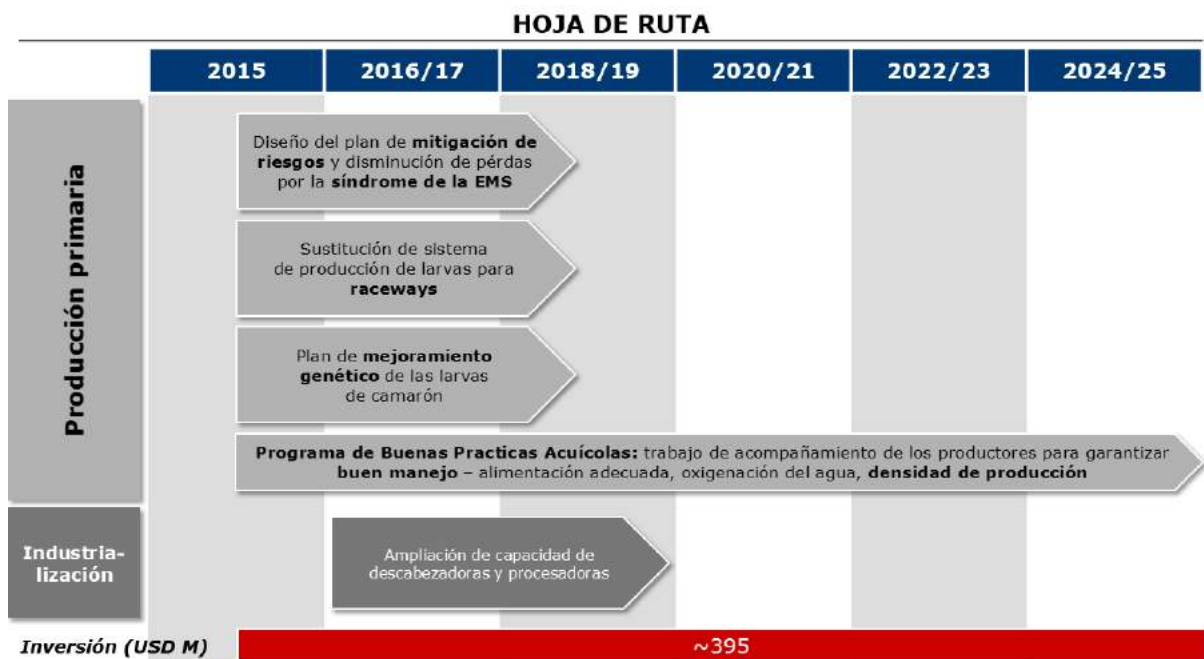 HOJA DE RUTA
2015 2016/17 2018/19 2020/21 2022/23 2024/25
Producción primaria
Diseño del plan de mitigación de
riesgos y disminución de pérdas
por la síndrome de la EMS
Sustitución de sistema
de producción de larvas para
raceways
Plan de mejoramiento
genético de las larvas
de camarón
Programa de Buenas Practicas Acuícolas: trabajo de acompañamiento de los productores para garantizar
buen manejo – alimentación adecuada, oxigenación del agua, densidad de producción
Industria-
lización
Ampliación de capacidad de
descabezadoras y procesadoras
Inversión (USD M) ~395